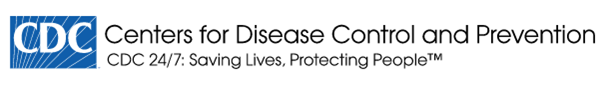 CDC Centers for Disease Control and Prevention
CDC 24/7: Saving Lives, Protecting People™